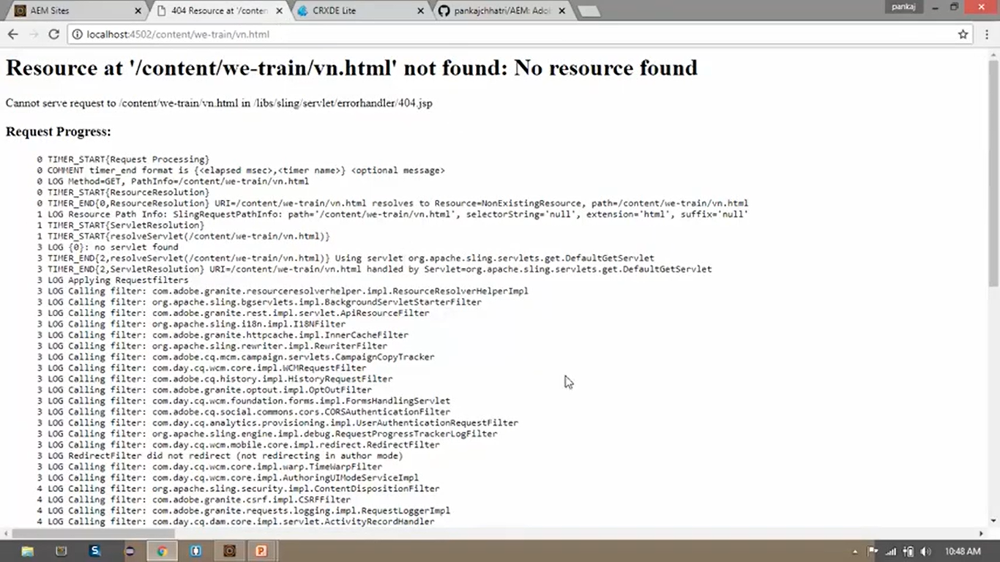 AEM Sites
404 Resource at '/conten
CRXDE Lite
pankajchhatri/AEM: Ado
pankaj
localhost:4502/content/we-train/vn.html
Resource at '/content/we-train/vn.html' not found: No resource found
Cannot serve request to /content/we-train/vn.html in /libs/sling/servlet/errorhandler/404.jsp
Request Progress:
0 TIMER_START{Request Processing}
0 COMMENT timer_end format is {<elapsed msec>,<timer name>} <optional message>
0 LOG Method=GET, PathInfo=/content/we-train/vn.html
0 TIMER_START{ResourceResolution}
0 TIMER_END{0,ResourceResolution} URI=/content/we-train/vn.html resolves to Resource=NonExistingResource, path=/content/we-train/vn.html
1 LOG Resource Path Info: SlingRequestPathInfo: path='/content/we-train/vn.html', selectorString='null', extension='html', suffix='null'
1 TIMER_START{ServletResolution}
1 TIMER_START{resolveServlet(/content/we-train/vn.html)}
3 LOG {0}: no servlet found
3 TIMER_END{2,resolveServlet(/content/we-train/vn.html)} Using servlet org.apache.sling.servlets.get.DefaultGetServlet
3 TIMER_END{2,ServletResolution} URI=/content/we-train/vn.html handled by Servlet=org.apache.sling.servlets.get.DefaultGetServlet
3 LOG Applying Requestfilters
3 LOG Calling filter: com.adobe.granite.resourceresolverhelper.impl.ResourceResolverHelperImpl
3 LOG Calling filter: org.apache.sling.bgservlets.impl.BackgroundServletStarterFilter
3 LOG Calling filter: com.adobe.granite.rest.impl.servlet.ApiResourceFilter
3 LOG Calling filter: org.apache.sling.i18n.impl.I18NFilter
3 LOG Calling filter: com.adobe.granite.httpcache.impl.InnerCacheFilter
3 LOG Calling filter: org.apache.sling.rewriter.impl.RewriterFilter
3 LOG Calling filter: com.adobe.cq.mcm.campaign.servlets.CampaignCopyTracker
3 LOG Calling filter: com.day.cq.wcm.core.impl.WCMRequestFilter
3 LOG Calling filter: com.adobe.cq.history.impl.HistoryRequestFilter
3 LOG Calling filter: com.adobe.granite.optout.impl.OptOutFilter
3 LOG Calling filter: com.day.cq.wcm.foundation.forms.impl.FormsHandlingServlet
3 LOG Calling filter: com.adobe.cq.social.commons.cors.CORSAuthenticationFilter
3 LOG Calling filter: com.day.cq.analytics.provisioning.impl.UserAuthenticationRequestFilter
3 LOG Calling filter: org.apache.sling.engine.impl.debug.RequestProgressTrackerLogFilter
3 LOG Calling filter: com.day.cq.wcm.mobile.core.impl.redirect.RedirectFilter
3 LOG RedirectFilter did not redirect (not redirecting in author mode)
3 LOG Calling filter: com.day.cq.wcm.core.impl.warp.TimeWarpFilter
3 LOG Calling filter: com.day.cq.wcm.core.impl.AuthoringUIModeServiceImpl
4 LOG Calling filter: org.apache.sling.security.impl.ContentDispositionFilter
4 LOG Calling filter: com.adobe.granite.csrf.impl.CSRFFilter
4 LOG Calling filter: com.adobe.granite.requests.logging.impl.RequestLoggerImpl
4 LOG Calling filter: com.day.cq.dam.core.impl.servlet.ActivityRecordHandler
10:48 AM